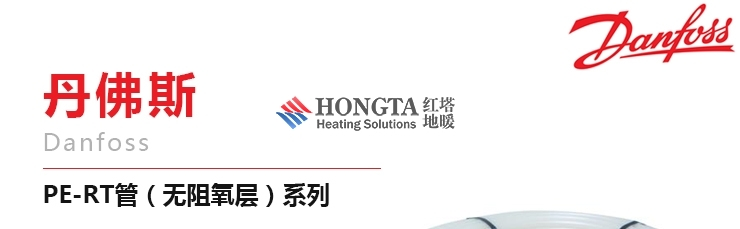 Danfoss
丹佛斯
Danfoss
HONGTA 红塔
Heating Solutions 地暖
PE-RT管（无阻氧层）系列